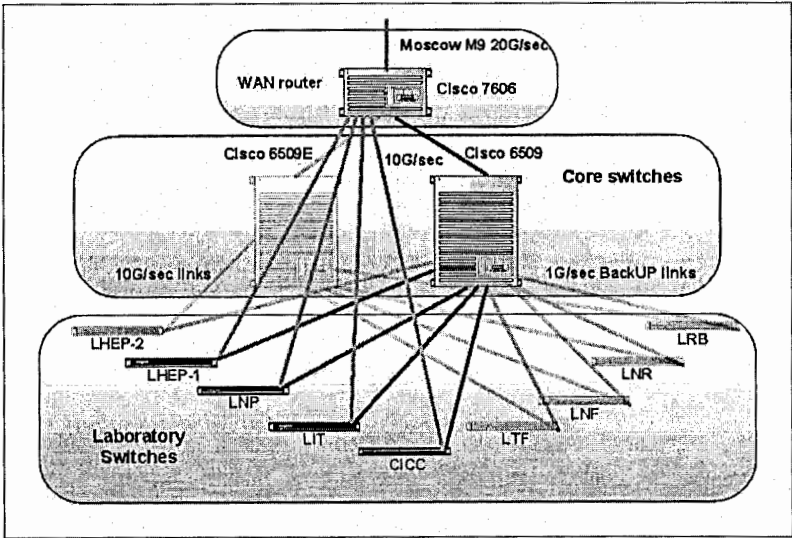 Moscow M9 20G/sec
WAN router
Cisco 7606
Cisco 6509E
10G/sec
Cisco 6509
Core switches
10G/sec links
1G/sec BackUP links
LHEP-2
LRB
LHEP-1
LNR
LNP
LNF
LIT
LTF
Laboratory
Switches
CICC